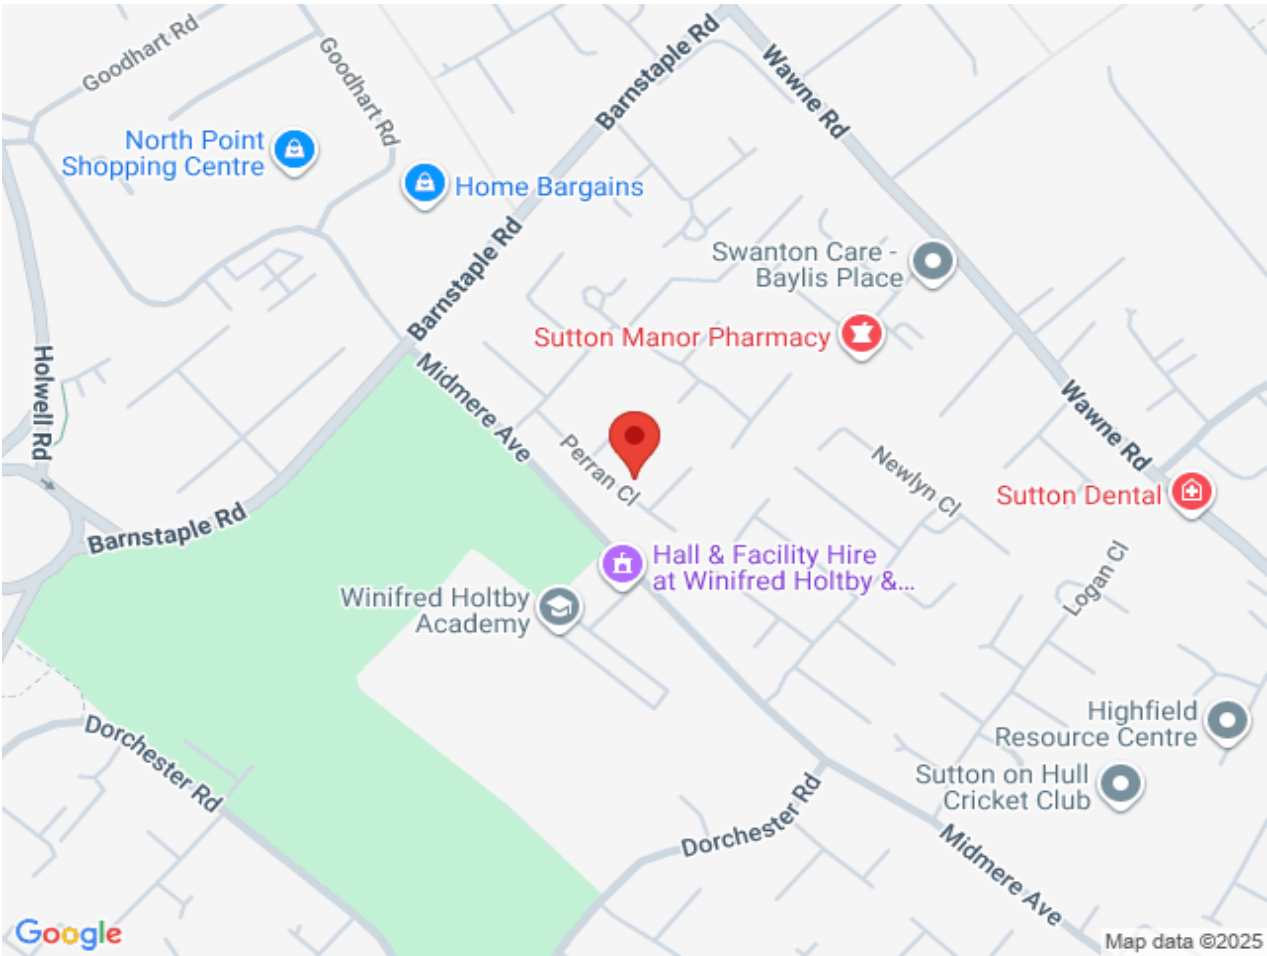 Goodhart Rd
Goodhart Rd
Barnstaple Rd
Wawne Rd
North Point
Shopping Centre
Home Bargains
Barnstaple Rd
Swanton Care -
Baylis Place
Sutton Manor Pharmacy
Holwell Rd
Midmere Ave
Wawne Rd
Perran Cl
Newlyn Cl
Sutton Dental
Barnstaple Rd
Hall & Facility Hire
at Winifred Holtby &...
Winifred Holtby
Academy
Logan Cl
Highfield
Resource Centre
Dorchester Rd
Sutton on Hull
Cricket Club
Dorchester Rd
Midmere Ave
Google
Map data ©2025